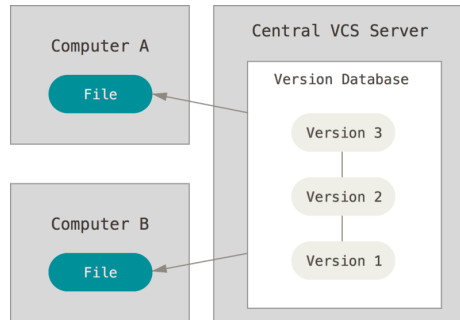 Computer A
File
Computer B
File
Central VCS Server
Version Database
Version 3
Version 2
Version 1